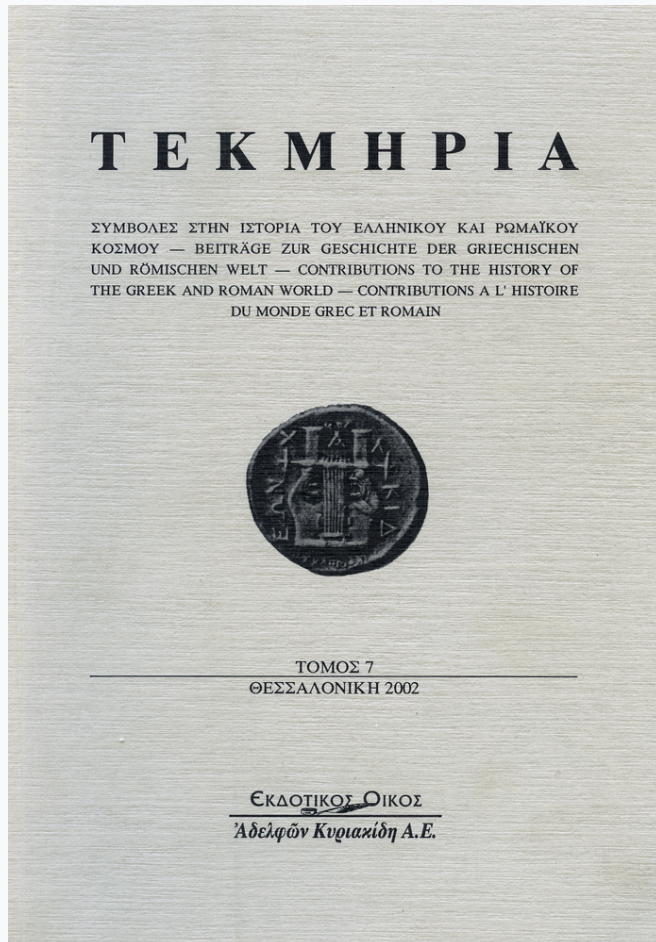 ΤΕΚΜΗΡΙΑ
ΣΥΜΒΟΛΕΣ ΣΤΗΝ ΙΣΤΟΡΙΑ ΤΟΥ ΕΛΛΗΝΙΚΟΥ ΚΑΙ ΡΩΜΑΪΚΟΥ
ΚΟΣΜΟΥ — BEITRÄGE ZUR GESCHICHTE DER GRIECHISCHEN
UND RÖMISCHEN WELT — CONTRIBUTIONS TO THE HISTORY OF
THE GREEK AND ROMAN WORLD — CONTRIBUTIONS A L' HISTOIRE
DU MONDE GREC ET ROMAIN
ΤΟΜΟΣ 7
ΘΕΣΣΑΛΟΝΙΚΗ 2002
ΕΚΔΟΤΙΚΟΣ ΟΙΚΟΣ
Ἀδελφῶν Κυριακίδη Α.Ε.